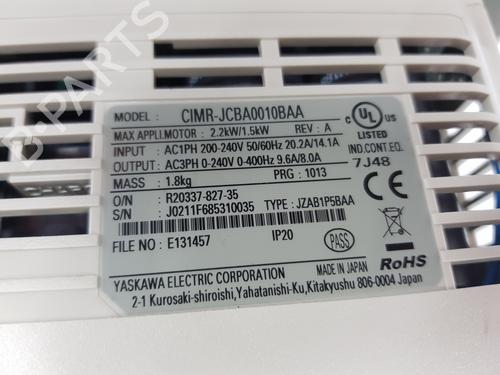 MODEL : CIMR-JCBA0010BAA
MAX APPLI.MOTOR : 2.2kW/1.5kW REV : A
INPUT : AC1PH 200-240V 50/60Hz 20.2A/14.1A
OUTPUT : AC3PH 0-240V 0-400Hz 9.6A/8.0A
MASS : 1.8kg PRG : 1013
O/N : R20337-827-35
S/N : J0211F685310035 TYPE : JZAB1P5BAA
FILE NO : E131457 IP20
PASS
YASKAWA ELECTRIC CORPORATION MADE IN JAPAN
2-1 Kurosaki-shiroishi,Yahatanishi-Ku,Kitakyushu 806-0004 Japan
C UL US
LISTED
IND.CONT.EQ.
7J48
RoHS